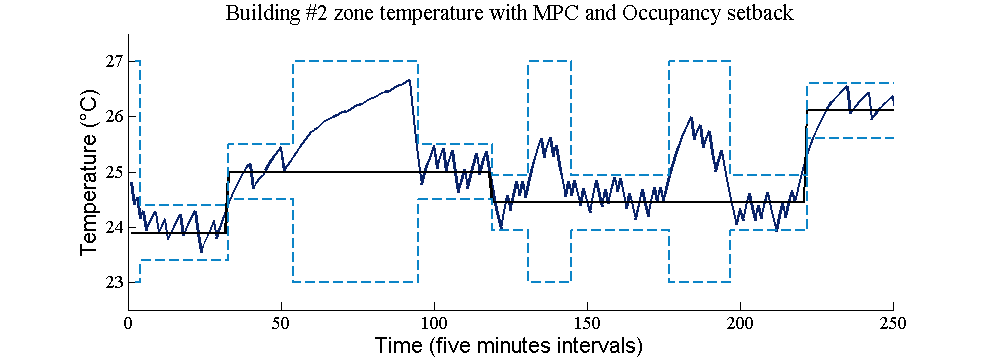 Building #2 zone temperature with MPC and Occupancy setback
27
26
25
24
23
Temperature (°C)
0 50 100 150 200 250
Time (five minutes intervals)